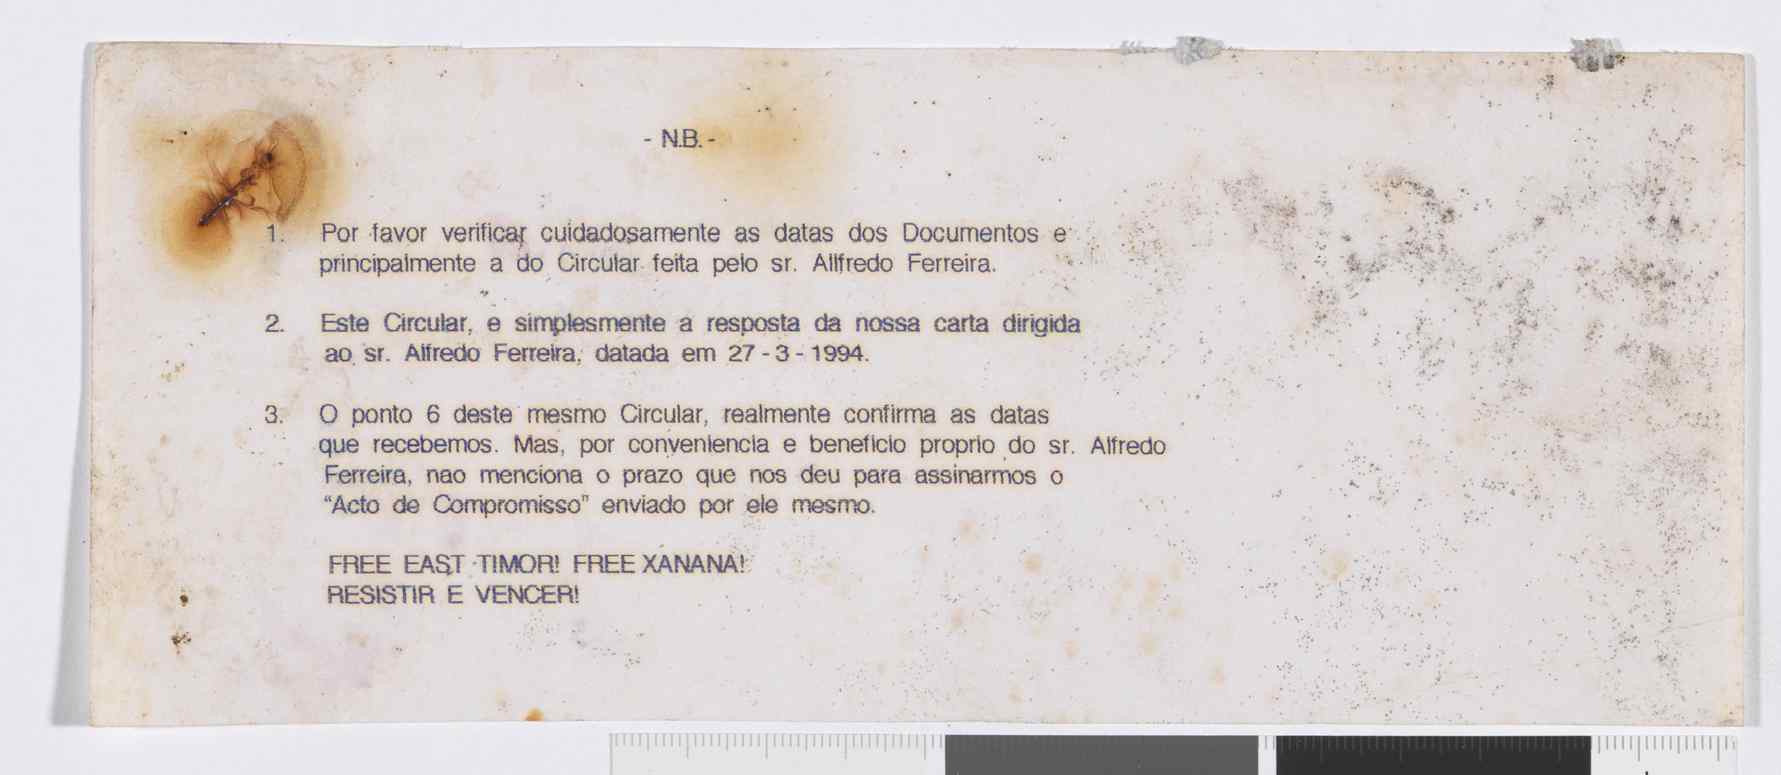 - N.B. -
1. Por favor verificar cuidadosamente as datas dos Documentos e
principalmente a do Circular feita pelo sr. Allfredo Ferreira.
2. Este Circular, e simplesmente a resposta da nossa carta dirigida
ao sr. Alfredo Ferreira, datada em 27 - 3 - 1994.
3. O ponto 6 deste mesmo Circular, realmente confirma as datas
que recebemos. Mas, por conveniencia e beneficio proprio do sr. Alfredo
Ferreira, nao menciona o prazo que nos deu para assinarmos o
“Acto de Compromisso” enviado por ele mesmo.
FREE EAST TIMOR! FREE XANANA!
RESISTIR E VENCER!